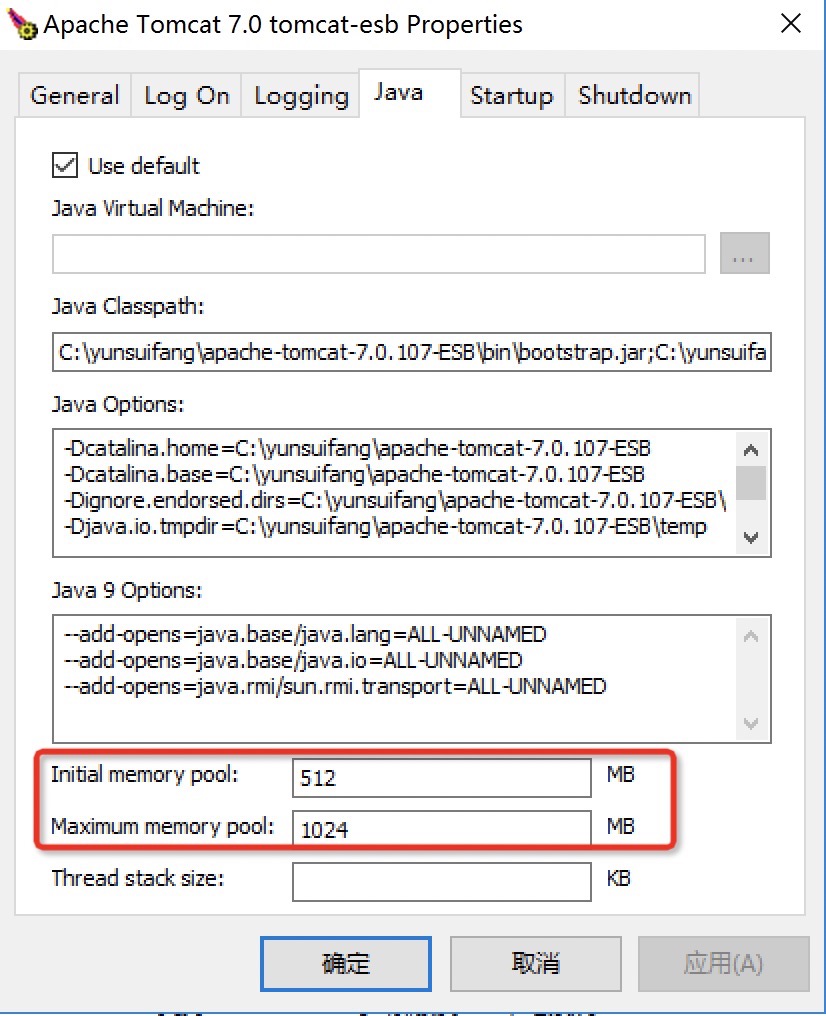 Apache Tomcat 7.0 tomcat-esb Properties
General Log On Logging Java Startup Shutdown
Use default
Java Virtual Machine:
...
Java Classpath:
C:\yunsuifang\apache-tomcat-7.0.107-ESB\bin\bootstrap.jar;C:\yunsuifa
Java Options:
-Dcatalina.home=C:\yunsuifang\apache-tomcat-7.0.107-ESB
-Dcatalina.base=C:\yunsuifang\apache-tomcat-7.0.107-ESB
-Dignore.endorsed.dirs=C:\yunsuifang\apache-tomcat-7.0.107-ESB\
-Djava.io.tmpdir=C:\yunsuifang\apache-tomcat-7.0.107-ESB\temp
Java 9 Options:
--add-opens=java.base/java.lang=ALL-UNNAMED
--add-opens=java.base/java.io=ALL-UNNAMED
--add-opens=java.rmi/sun.rmi.transport=ALL-UNNAMED
Initial memory pool: 512 MB
Maximum memory pool: 1024 MB
Thread stack size: KB
确定 取消 应用(A)